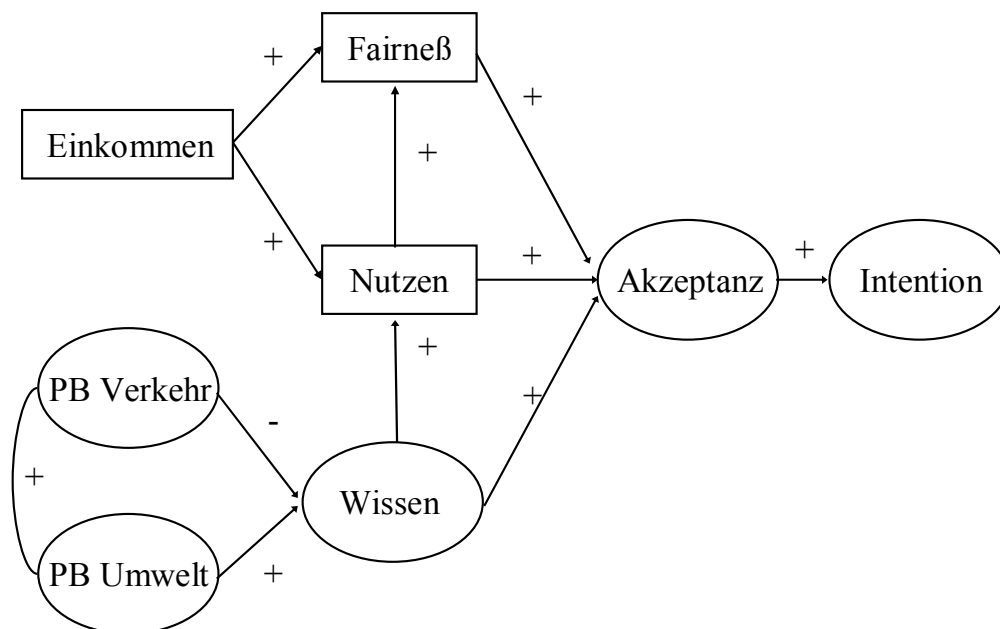 Fairneß
+
+
Einkommen
+
+
+
Nutzen
+
Akzeptanz
+
Intention
+
PB Verkehr
-
+
+
Wissen
PB Umwelt
+